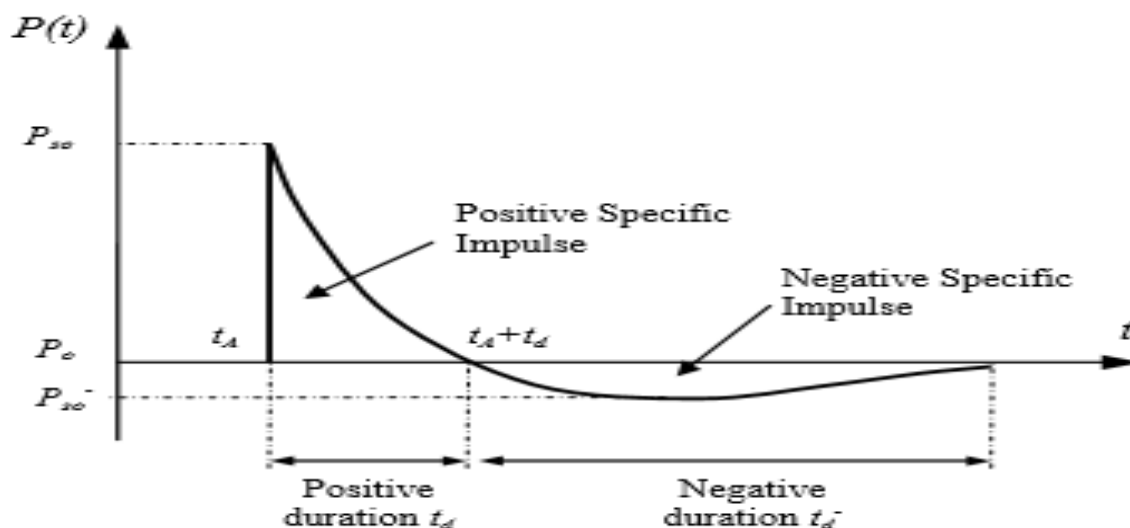 P(t)
Pso
Positive Specific
Impulse
Negative Specific
Impulse
tA
tA+td
t
Po
Pso-
Positive
duration td
Negative
duration td-